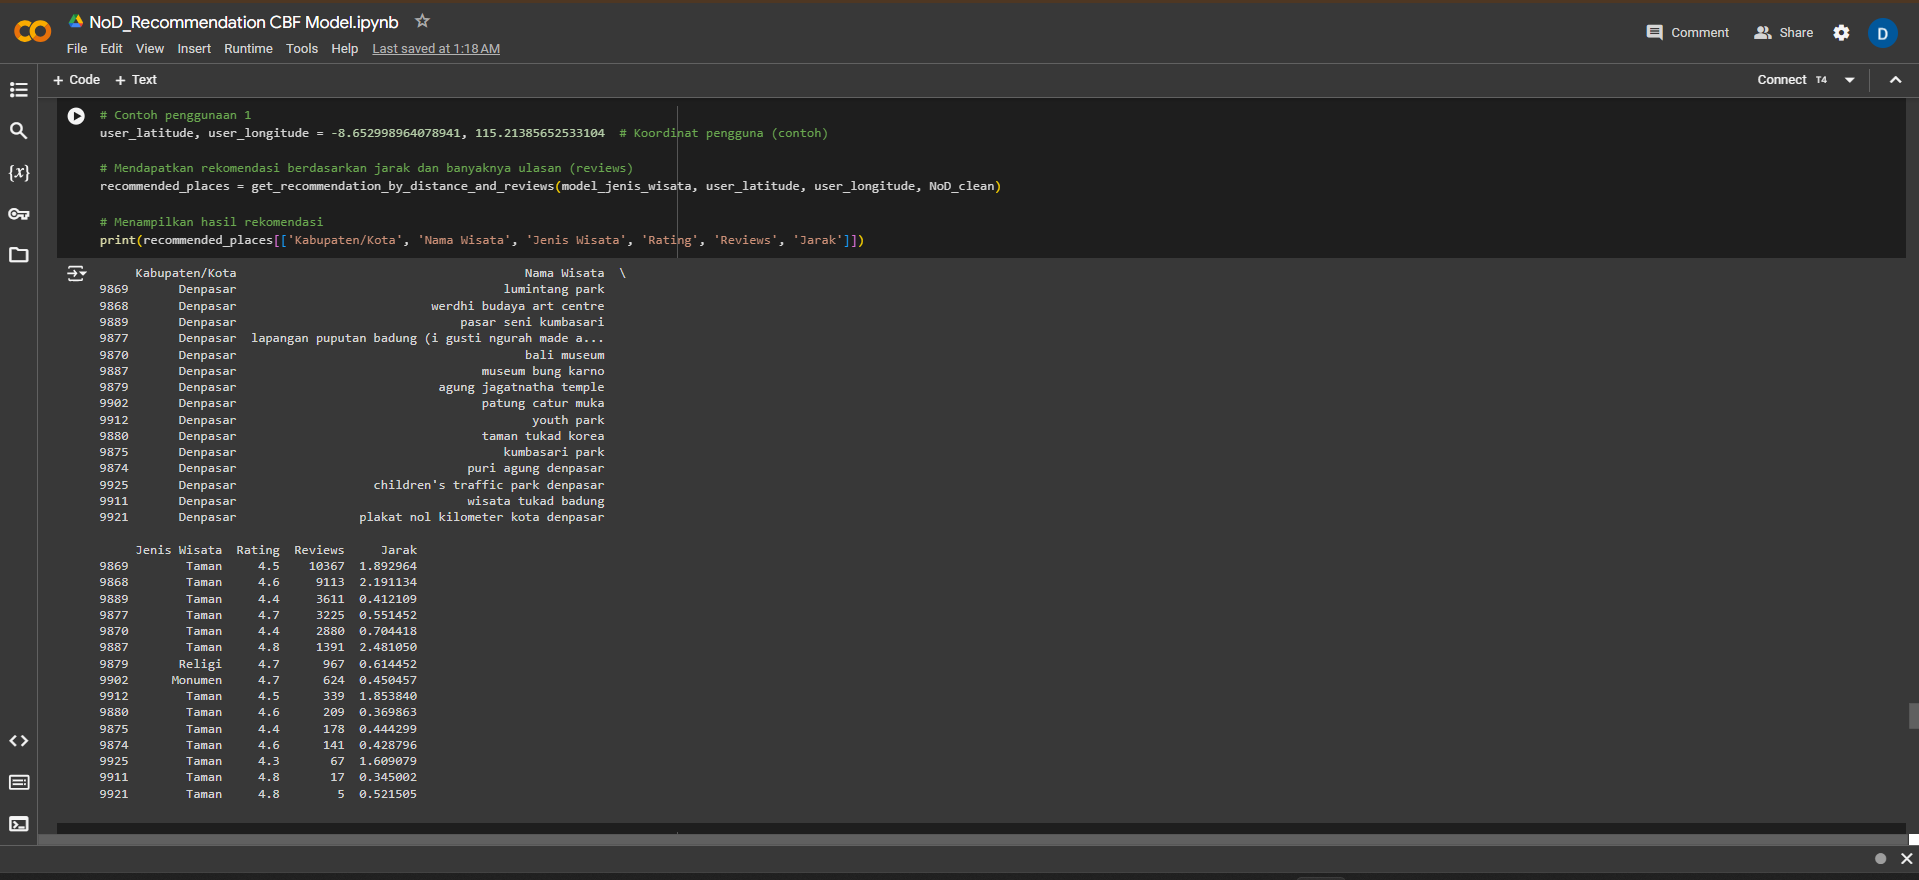 NoD_Recommendation CBF Model.ipynb
File Edit View Insert Runtime Tools Help Last saved at 1:18 AM
Comment Share D
+ Code + Text
Connect T4
# Contoh penggunaan 1
user_latitude, user_longitude = -8.652998964078941, 115.21385652533104  # Koordinat pengguna (contoh)
# Mendapatkan rekomendasi berdasarkan jarak dan banyaknya ulasan (reviews)
recommended_places = get_recommendation_by_distance_and_reviews(model_jenis_wisata, user_latitude, user_longitude, NoD_clean)
# Menampilkan hasil rekomendasi
print(recommended_places[['Kabupaten/Kota', 'Nama Wisata', 'Jenis Wisata', 'Rating', 'Reviews', 'Jarak']])
Kabupaten/Kota Nama Wisata \
9869 Denpasar lumintang park
9868 Denpasar werdhi budaya art centre
9889 Denpasar pasar seni kumbasari
9877 Denpasar lapangan puputan badung (i gusti ngurah made a...
9870 Denpasar bali museum
9887 Denpasar museum bung karno
9879 Denpasar agung jagatnatha temple
9902 Denpasar patung catur muka
9912 Denpasar youth park
9880 Denpasar taman tukad korea
9875 Denpasar kumbasari park
9874 Denpasar puri agung denpasar
9925 Denpasar children's traffic park denpasar
9911 Denpasar wisata tukad badung
9921 Denpasar plakat nol kilometer kota denpasar
Jenis Wisata Rating Reviews Jarak
9869 Taman 4.5 10367 1.892964
9868 Taman 4.6 9113 2.191134
9889 Taman 4.4 3611 0.412109
9877 Taman 4.7 3225 0.551452
9870 Taman 4.4 2880 0.704418
9887 Taman 4.8 1391 2.481050
9879 Religi 4.7 967 0.614452
9902 Monumen 4.7 624 0.450457
9912 Taman 4.5 339 1.853840
9880 Taman 4.6 209 0.369863
9875 Taman 4.4 178 0.444299
9874 Taman 4.6 141 0.428796
9925 Taman 4.3 67 1.609079
9911 Taman 4.8 17 0.345002
9921 Taman 4.8 5 0.521505